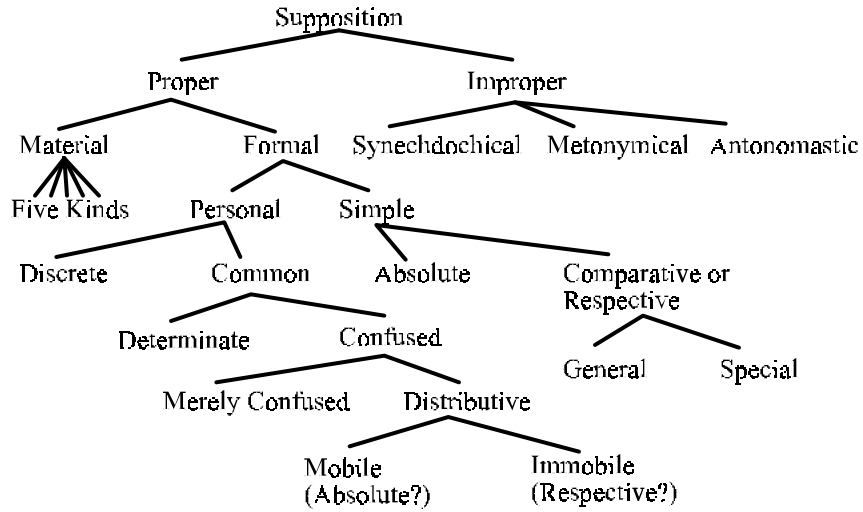 Supposition
Proper Improper
Material Formal Synechdochical Metonymical Antonomastic
Five Kinds Personal Simple
Discrete Common Absolute Comparative or
Respective
Determinate Confused
General Special
Merely Confused Distributive
Mobile Immobile
(Absolute?) (Respective?)